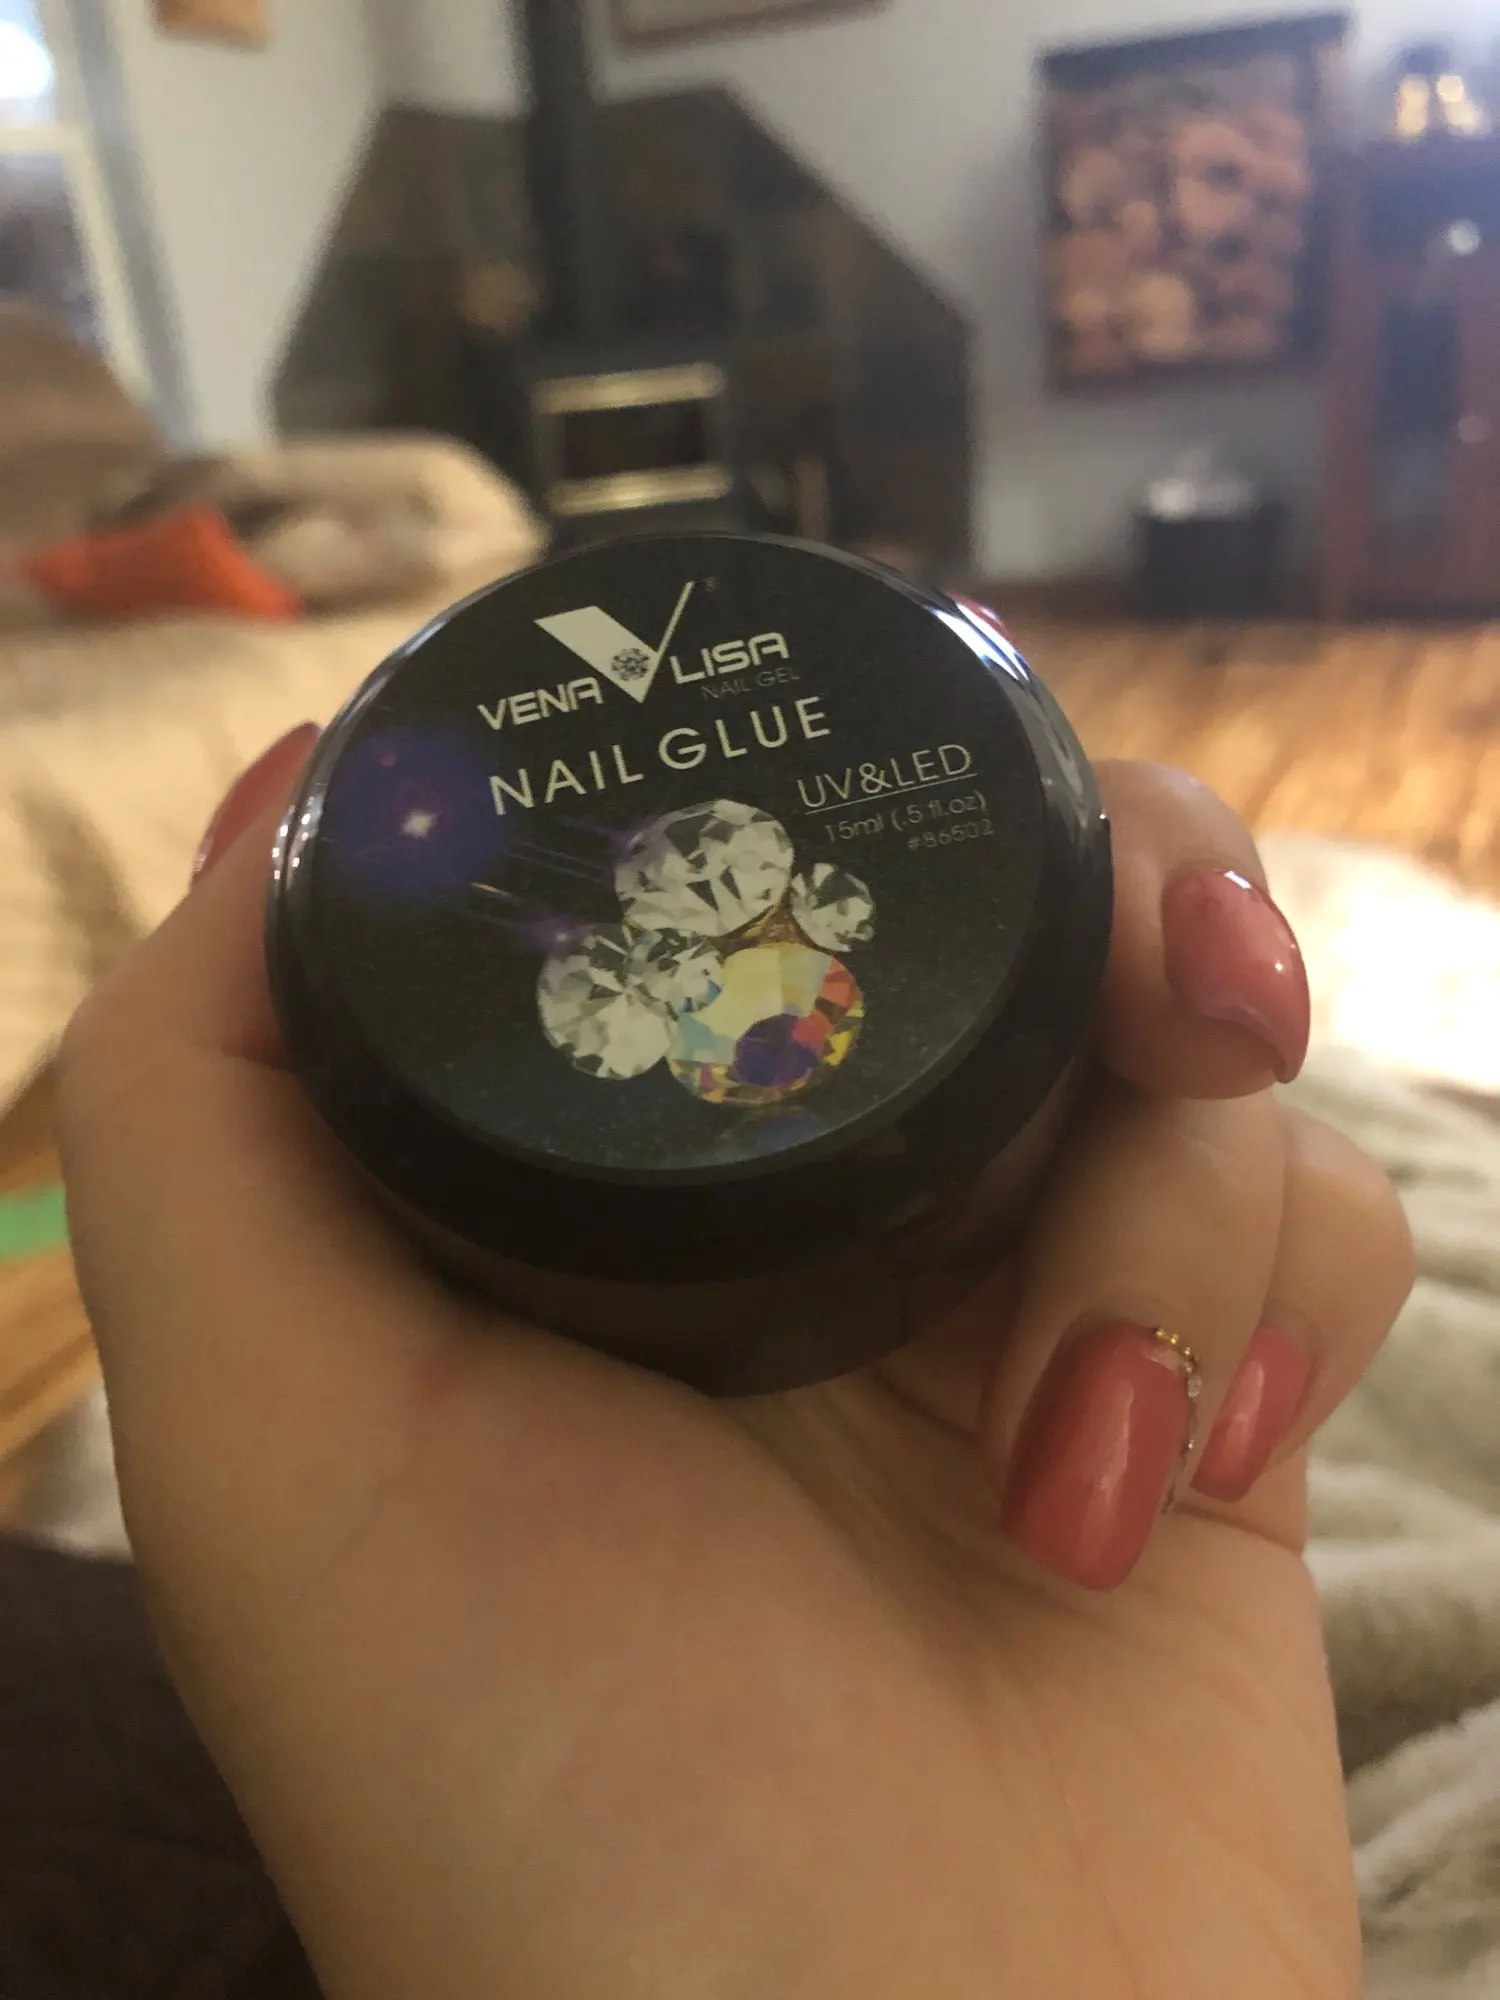 VENA LISA
NAIL GEL
NAIL GLUE
UV&LED
15ml (.5 fl.oz)
#86502